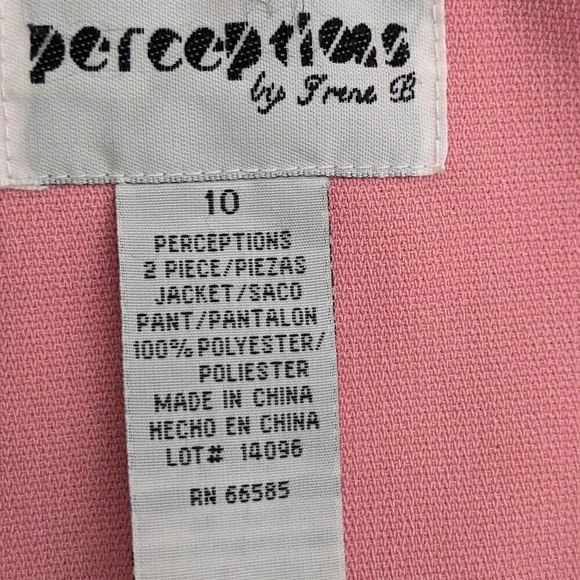 perceptions
by Irene B
10
PERCEPTIONS
2 PIECE/PIEZAS
JACKET/SACO
PANT/PANTALON
100% POLYESTER/
POLIESTER
MADE IN CHINA
HECHO EN CHINA
LOT# 14096
RN 66585